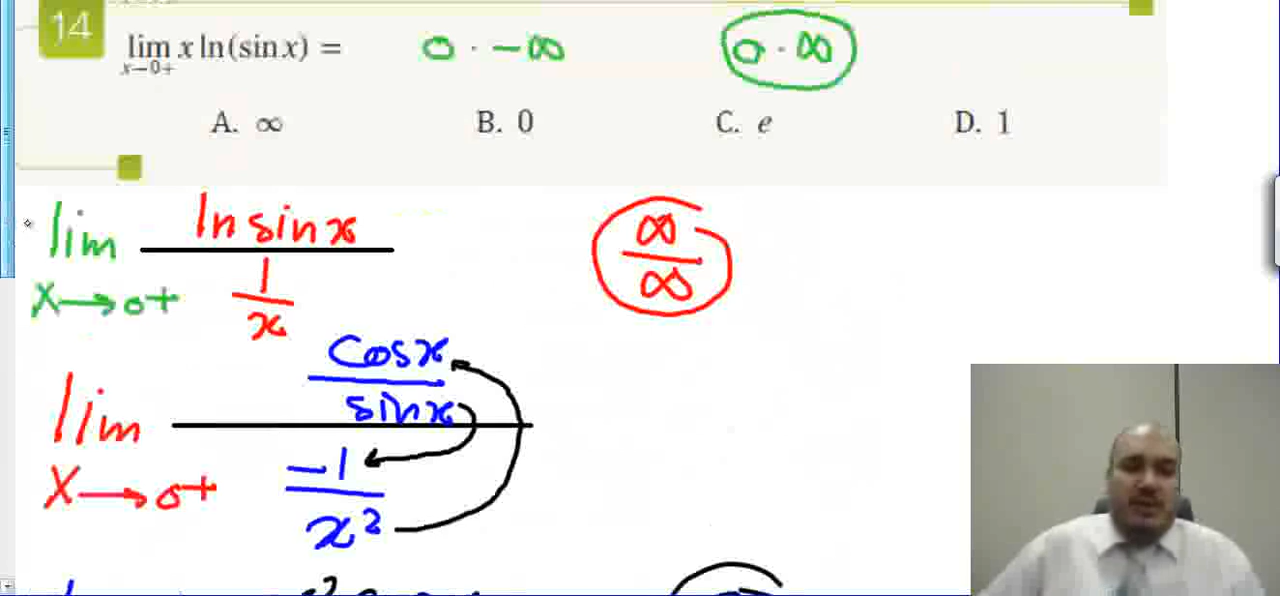 14
lim x ln(sin x) = 0 · -∞ 0 · ∞
x→0+
A. ∞ B. 0 C. e D. 1
lim ln sin x ∞
x→0+ 1 ∞
x
cos x
lim sin x
x→0+ -1
x²